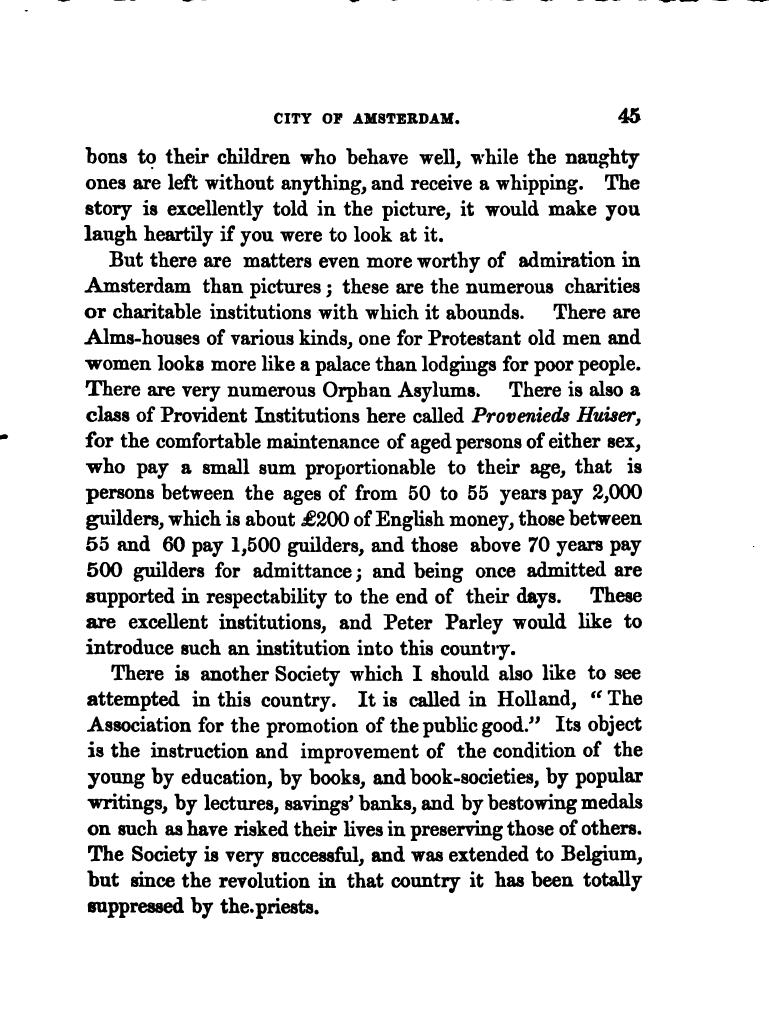 CITY OF AMSTERDAM. 45
bons to their children who behave well, while the naughty
ones are left without anything, and receive a whipping. The
story is excellently told in the picture, it would make you
laugh heartily if you were to look at it.
But there are matters even more worthy of admiration in
Amsterdam than pictures; these are the numerous charities
or charitable institutions with which it abounds. There are
Alms-houses of various kinds, one for Protestant old men and
women looks more like a palace than lodgings for poor people.
There are very numerous Orphan Asylums. There is also a
class of Provident Institutions here called Provenieds Huiser,
for the comfortable maintenance of aged persons of either sex,
who pay a small sum proportionable to their age, that is
persons between the ages of from 50 to 55 years pay 2,000
guilders, which is about £200 of English money, those between
55 and 60 pay 1,500 guilders, and those above 70 years pay
500 guilders for admittance; and being once admitted are
supported in respectability to the end of their days. These
are excellent institutions, and Peter Parley would like to
introduce such an institution into this country.
There is another Society which I should also like to see
attempted in this country. It is called in Holland, “The
Association for the promotion of the public good.” Its object
is the instruction and improvement of the condition of the
young by education, by books, and book-societies, by popular
writings, by lectures, savings’ banks, and by bestowing medals
on such as have risked their lives in preserving those of others.
The Society is very successful, and was extended to Belgium,
but since the revolution in that country it has been totally
suppressed by the.priests.